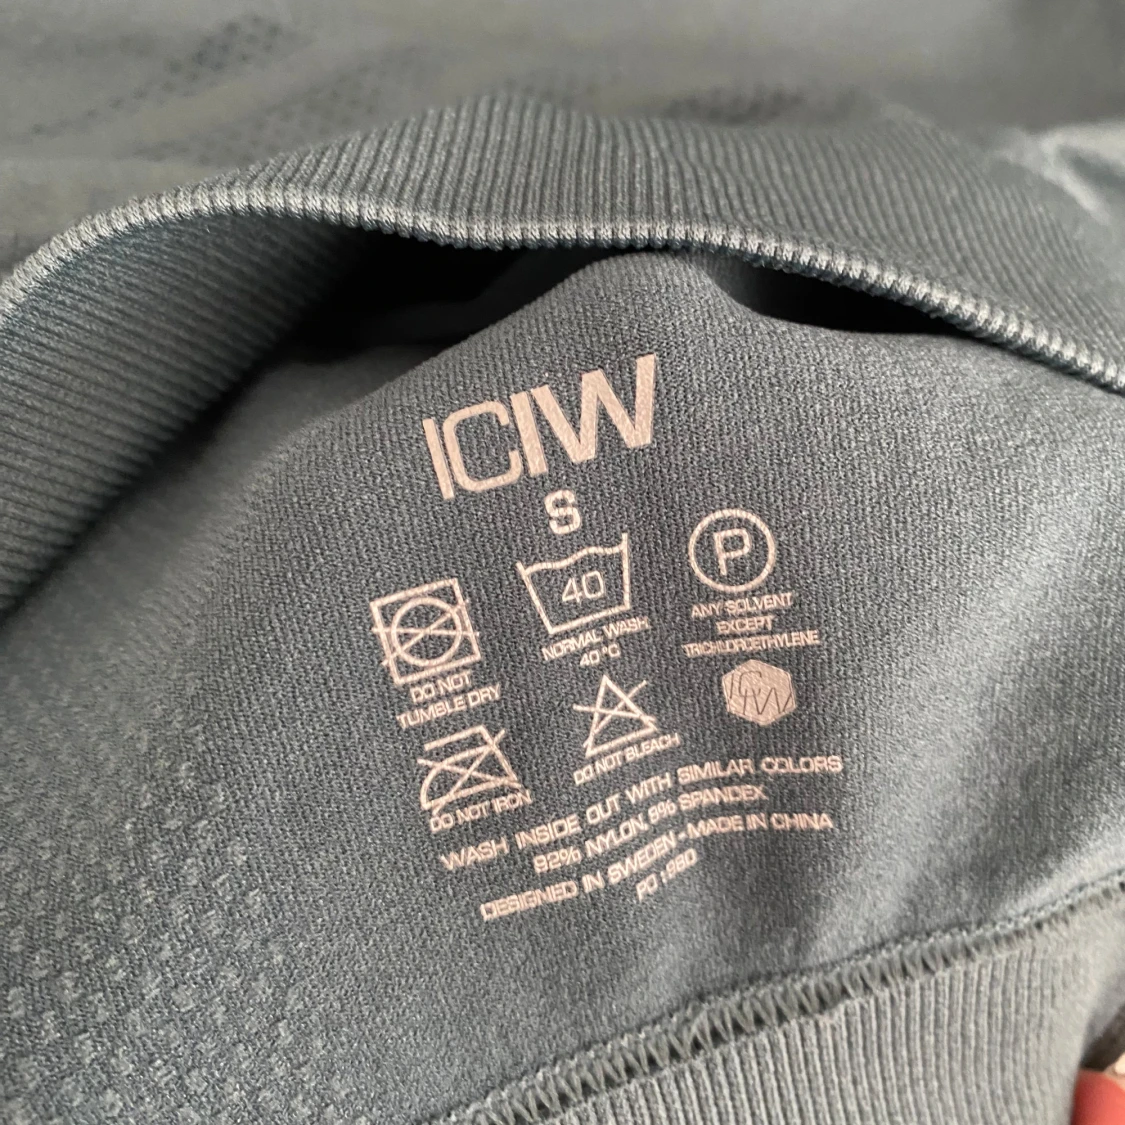 ICIW
S
40
P
NORMAL WASH
40°C
ANY SOLVENT
EXCEPT
TRICHLOROETHYLENE
DO NOT
TUMBLE DRY
ICIW
DO NOT BLEACH
DO NOT IRON
WASH INSIDE OUT WITH SIMILAR COLORS
92% NYLON, 8% SPANDEX
DESIGNED IN SWEDEN - MADE IN CHINA